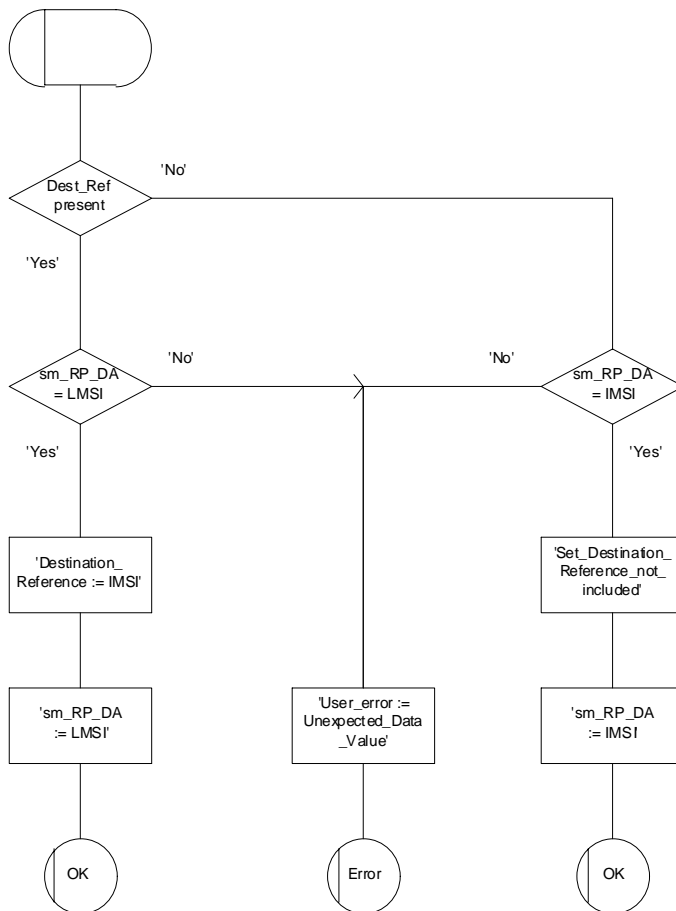 'No'
Dest_Ref
present
'Yes'
'No'
'No'
sm_RP_DA
= LMSI
sm_RP_DA
= IMSI
'Yes'
'Yes'
'Destination_
Reference := IMSI'
'Set_Destination_
Reference_not_
included'
'sm_RP_DA
:= LMSI'
'User_error :=
Unexpected_Data
_Value'
'sm_RP_DA
:= IMSI'
OK
Error
OK